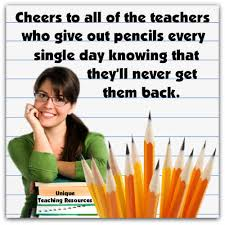 Cheers to all of the teachers
who give out pencils every
single day knowing that
they'll never get
them back.
Unique
Teaching Resources